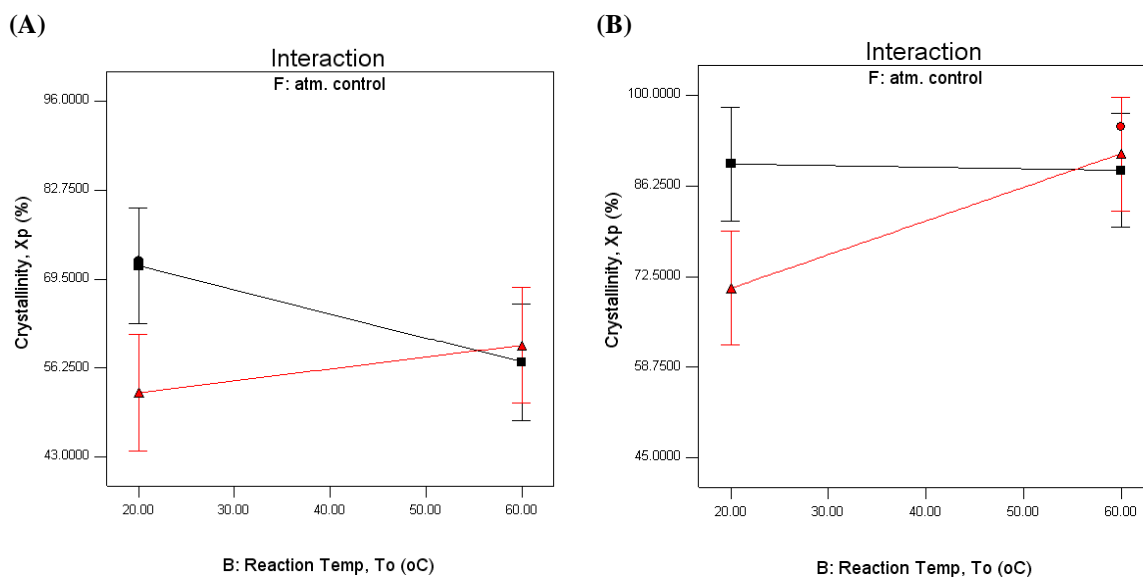 (A)
Interaction
F: atm. control
Crystallinity, Xp (%)
96.0000
82.7500
69.5000
56.2500
43.0000
20.00 30.00 40.00 50.00 60.00
B: Reaction Temp, To (oC)
(B)
Interaction
F: atm. control
Crystallinity, Xp (%)
100.0000
86.2500
72.5000
58.7500
45.0000
20.00 30.00 40.00 50.00 60.00
B: Reaction Temp, To (oC)